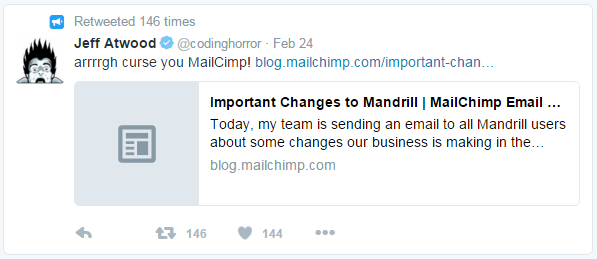 Retweeted 146 times
Jeff Atwood @codinghorror · Feb 24
arrrrgh curse you MailCimp! blog.mailchimp.com/important-chan…
Important Changes to Mandrill | MailChimp Email …
Today, my team is sending an email to all Mandrill users
about some changes our business is making in the…
blog.mailchimp.com
146 144